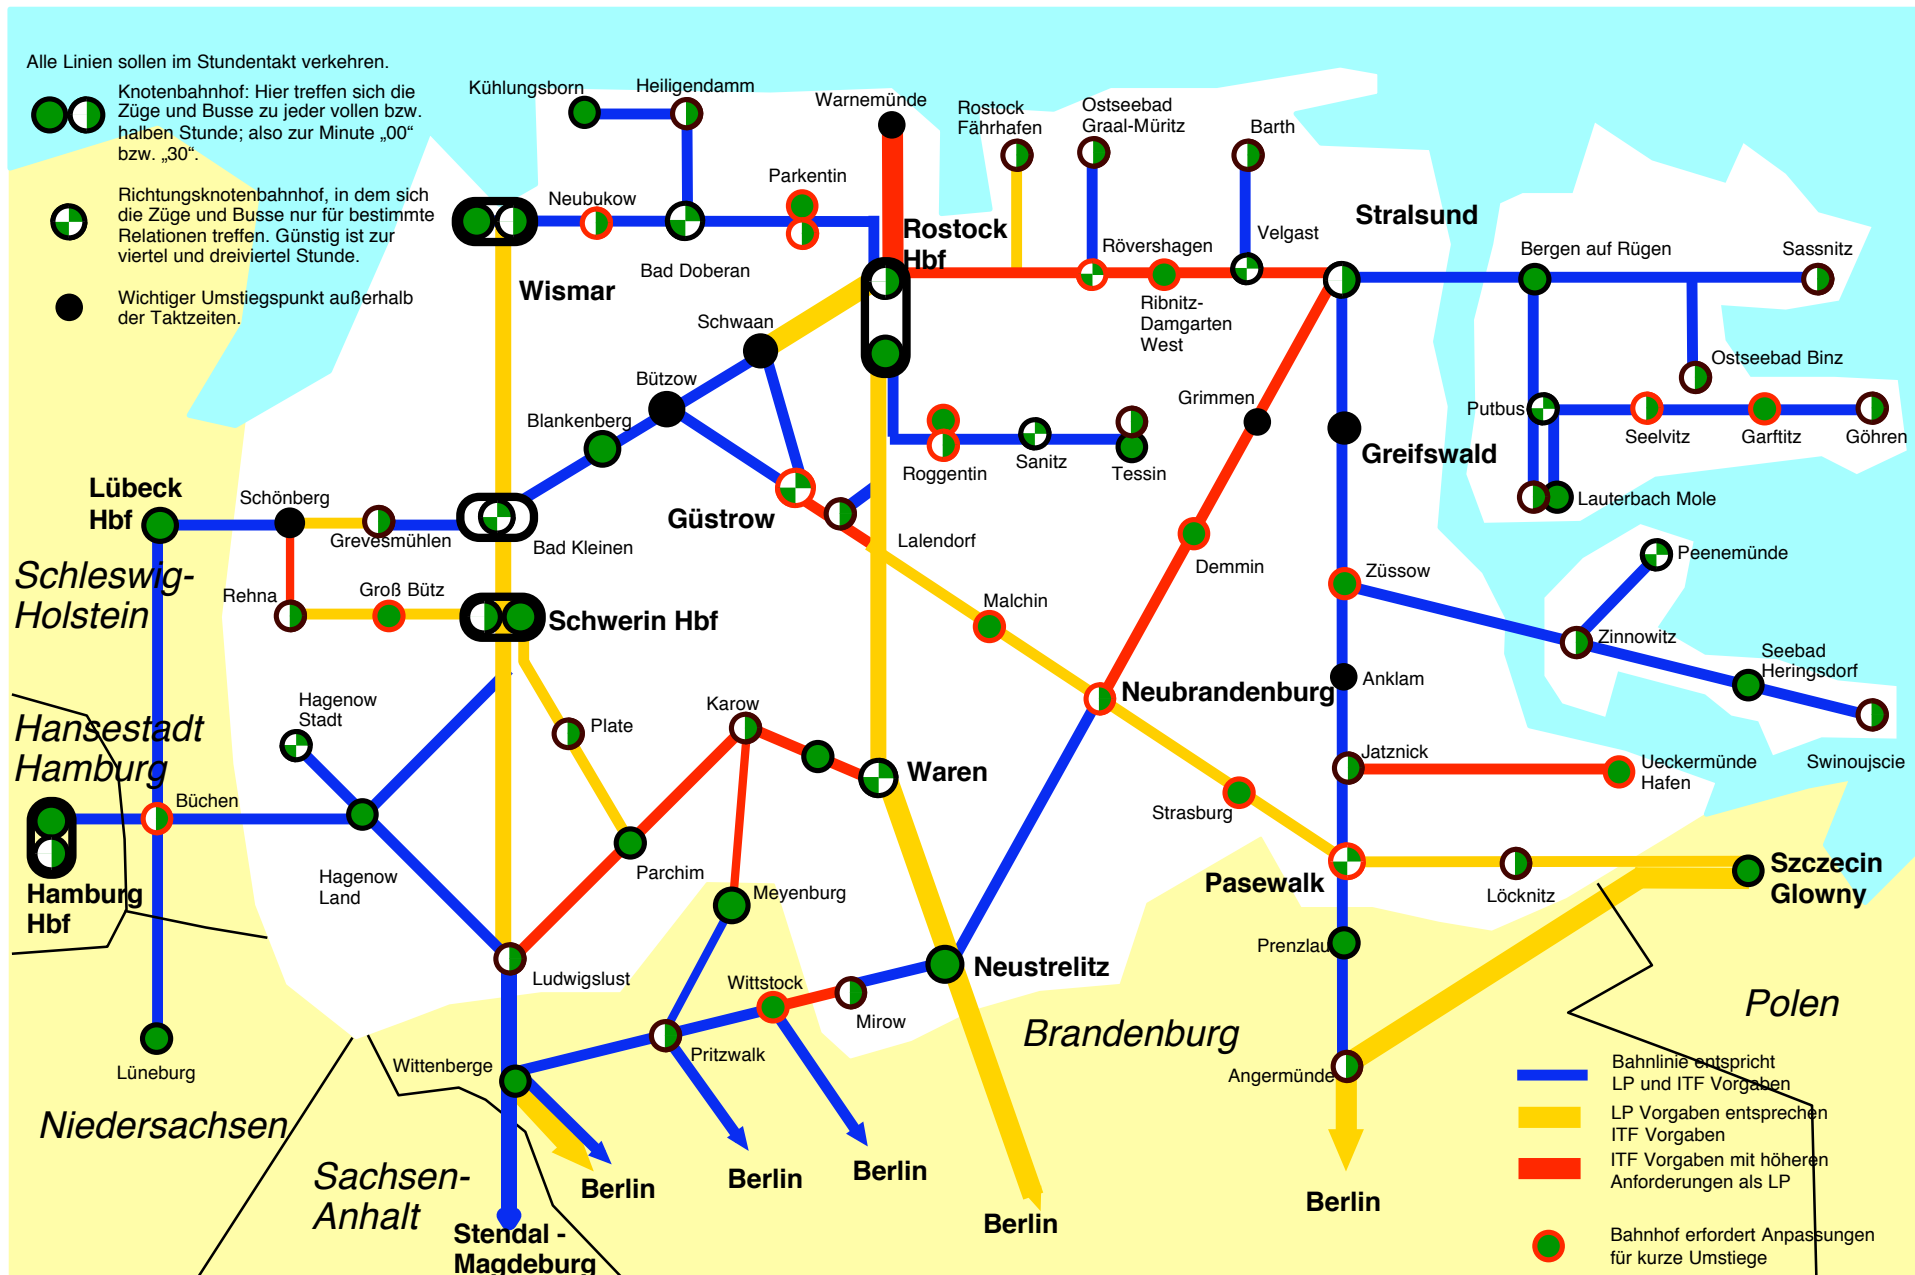 Alle Linien sollen im Stundentakt verkehren.
Knotenbahnhof: Hier treffen sich die
Züge und Busse zu jeder vollen bzw.
halben Stunde; also zur Minute „00“
bzw. „30“.
Richtungsknotenbahnhof, in dem sich
die Züge und Busse nur für bestimmte
Relationen treffen. Günstig ist zur
viertel und dreiviertel Stunde.
Wichtiger Umstiegspunkt außerhalb
der Taktzeiten.
Kühlungsborn
Heiligendamm
Warnemünde
Rostock
Fährhafen
Ostseebad
Graal-Müritz
Barth
Neubukow
Parkentin
Bad Doberan
Wismar
Rostock
Hbf
Rövershagen
Velgast
Ribnitz-
Damgarten
West
Stralsund
Bergen auf Rügen
Sassnitz
Ostseebad Binz
Schwaan
Bützow
Blankenberg
Grimmen
Greifswald
Putbus
Seelvitz
Garftitz
Göhren
Lauterbach Mole
Roggentin
Sanitz
Tessin
Lübeck
Hbf
Schönberg
Grevesmühlen
Bad Kleinen
Güstrow
Lalendorf
Demmin
Züssow
Peenemünde
Schleswig-
Holstein
Rehna
Groß Bütz
Schwerin Hbf
Malchin
Zinnowitz
Seebad
Heringsdorf
Hansestadt
Hamburg
Hagenow
Stadt
Plate
Karow
Neubrandenburg
Anklam
Jatznick
Ueckermünde
Hafen
Swinoujscie
Büchen
Waren
Strasburg
Hamburg
Hbf
Hagenow
Land
Parchim
Meyenburg
Pasewalk
Löcknitz
Szczecin
Glowny
Prenzlau
Ludwigslust
Wittstock
Neustrelitz
Mirow
Brandenburg
Polen
Lüneburg
Wittenberge
Pritzwalk
Angermünde
Niedersachsen
Sachsen-
Anhalt
Berlin
Berlin
Berlin
Berlin
Berlin
Stendal -
Magdeburg
Bahnlinie entspricht
LP und ITF Vorgaben
LP Vorgaben entsprechen
ITF Vorgaben
ITF Vorgaben mit höheren
Anforderungen als LP
Bahnhof erfordert Anpassungen
für kurze Umstiege